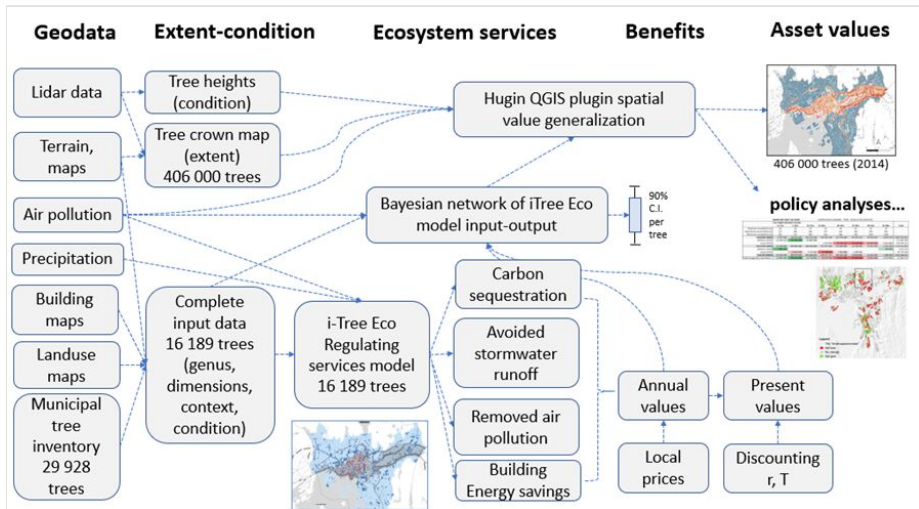 Geodata
Extent-condition
Ecosystem services
Benefits
Asset values
Lidar data
Terrain,
maps
Air pollution
Precipitation
Building
maps
Landuse
maps
Municipal
tree
inventory
29 928
trees
Tree heights
(condition)
Tree crown map
(extent)
406 000 trees
Complete
input data
16 189 trees
(genus,
dimensions,
context,
condition)
i-Tree Eco
Regulating
services model
16 189 trees
Hugin QGIS plugin spatial
value generalization
Bayesian network of iTree Eco
model input-output
90%
C.I.
per
tree
Carbon
sequestration
Avoided
stormwater
runoff
Removed air
pollution
Building
Energy savings
Annual
values
Local
prices
Present
values
Discounting
r, T
406 000 trees (2014)
policy analyses...